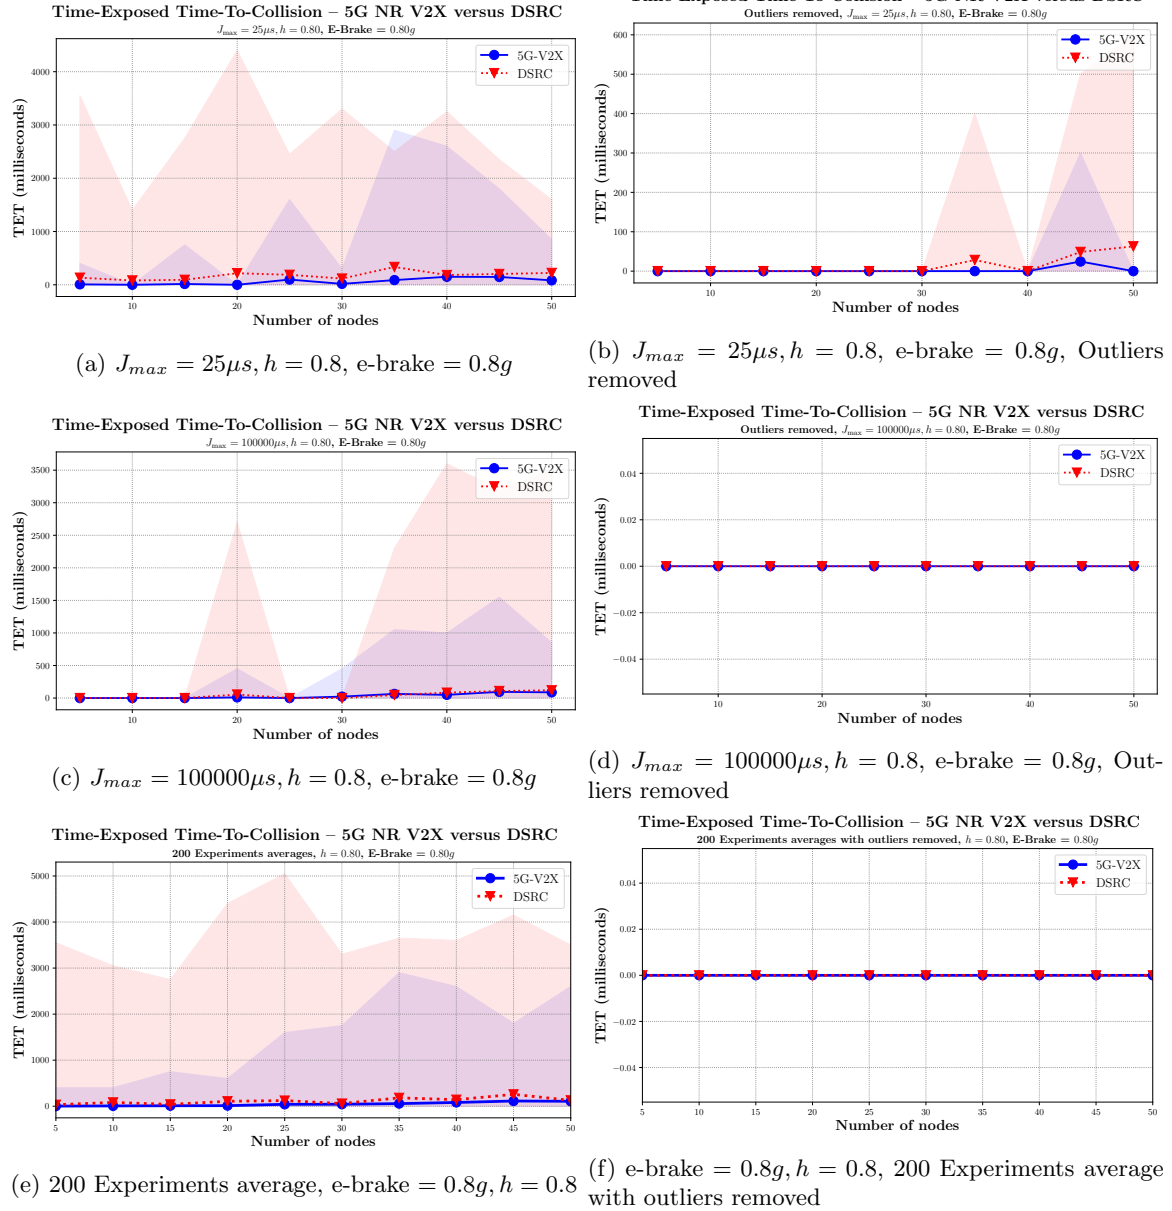 Time-Exposed Time-To-Collision – 5G NR V2X versus DSRC
J_max = 25μs, h = 0.80, E-Brake = 0.80g
5G-V2X
DSRC
TET (milliseconds)
4000
3000
2000
1000
0
10
20
30
40
50
Number of nodes
(a) J_max = 25μs, h = 0.8, e-brake = 0.8g
Time-Exposed Time-To-Collision – 5G NR V2X versus DSRC
Outliers removed, J_max = 25μs, h = 0.80, E-Brake = 0.80g
5G-V2X
DSRC
TET (milliseconds)
600
500
400
300
200
100
0
10
20
30
40
50
Number of nodes
(b) J_max = 25μs, h = 0.8, e-brake = 0.8g, Outliers
removed
Time-Exposed Time-To-Collision – 5G NR V2X versus DSRC
J_max = 100000μs, h = 0.80, E-Brake = 0.80g
5G-V2X
DSRC
TET (milliseconds)
3500
3000
2500
2000
1500
1000
500
0
10
20
30
40
50
Number of nodes
(c) J_max = 100000μs, h = 0.8, e-brake = 0.8g
Time-Exposed Time-To-Collision – 5G NR V2X versus DSRC
Outliers removed, J_max = 100000μs, h = 0.80, E-Brake = 0.80g
5G-V2X
DSRC
TET (milliseconds)
0.04
0.02
0.00
−0.02
−0.04
10
20
30
40
50
Number of nodes
(d) J_max = 100000μs, h = 0.8, e-brake = 0.8g, Out-
liers removed
Time-Exposed Time-To-Collision – 5G NR V2X versus DSRC
200 Experiments averages, h = 0.80, E-Brake = 0.80g
5G-V2X
DSRC
TET (milliseconds)
5000
4000
3000
2000
1000
0
5
10
15
20
25
30
35
40
45
50
Number of nodes
(e) 200 Experiments average, e-brake = 0.8g, h = 0.8
Time-Exposed Time-To-Collision – 5G NR V2X versus DSRC
200 Experiments averages with outliers removed, h = 0.80, E-Brake = 0.80g
5G-V2X
DSRC
TET (milliseconds)
0.04
0.02
0.00
−0.02
−0.04
5
10
15
20
25
30
35
40
45
50
Number of nodes
(f) e-brake = 0.8g, h = 0.8, 200 Experiments average
with outliers removed